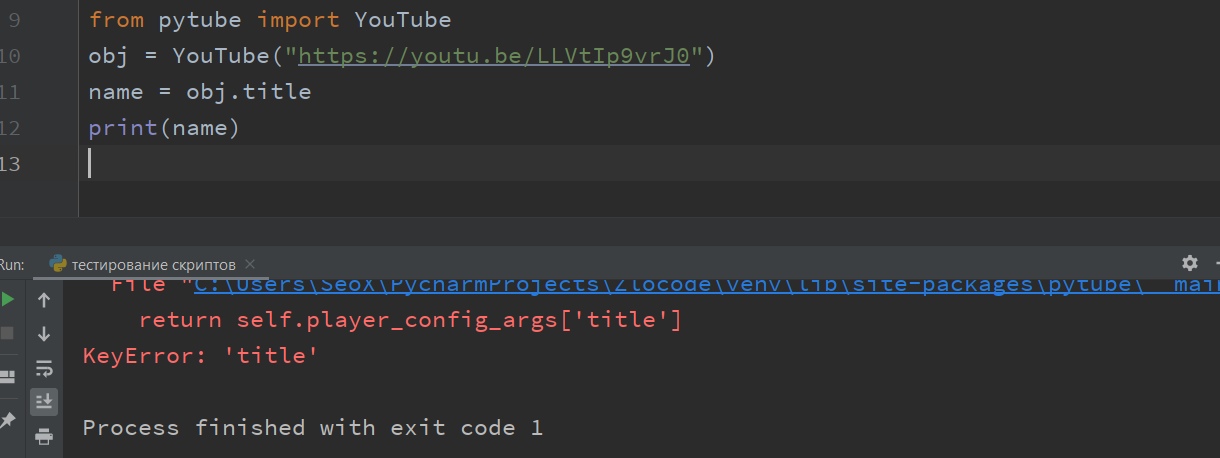 9 from pytube import YouTube
10 obj = YouTube("https://youtu.be/LLVtIp9vrJ0")
11 name = obj.title
12 print(name)
13
Run: тестирование скриптов
File "C:\Users\SeoX\PycharmProjects\Zlocode\venv\lib\site-packages\pytube\__mai
return self.player_config_args['title']
KeyError: 'title'
Process finished with exit code 1